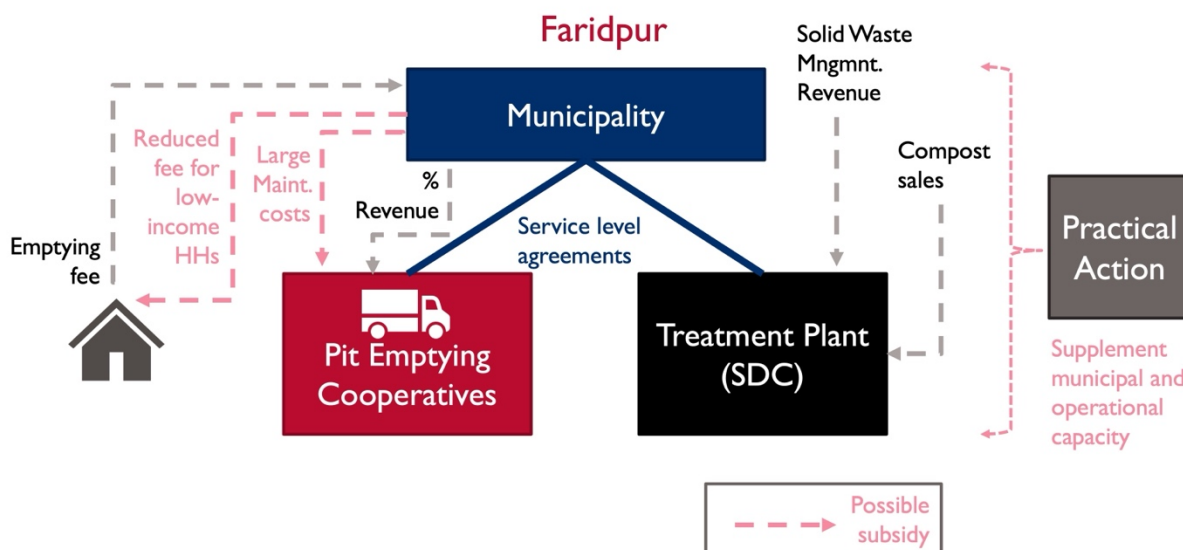 Faridpur
Municipality
Solid Waste
Mngmnt.
Revenue
Compost
sales
Practical
Action
Supplement
municipal and
operational
capacity
Reduced
fee for
low-
income
HHs
Large
Maint.
costs
%
Revenue
Service level
agreements
Emptying
fee
Pit Emptying
Cooperatives
Treatment Plant
(SDC)
Possible
subsidy